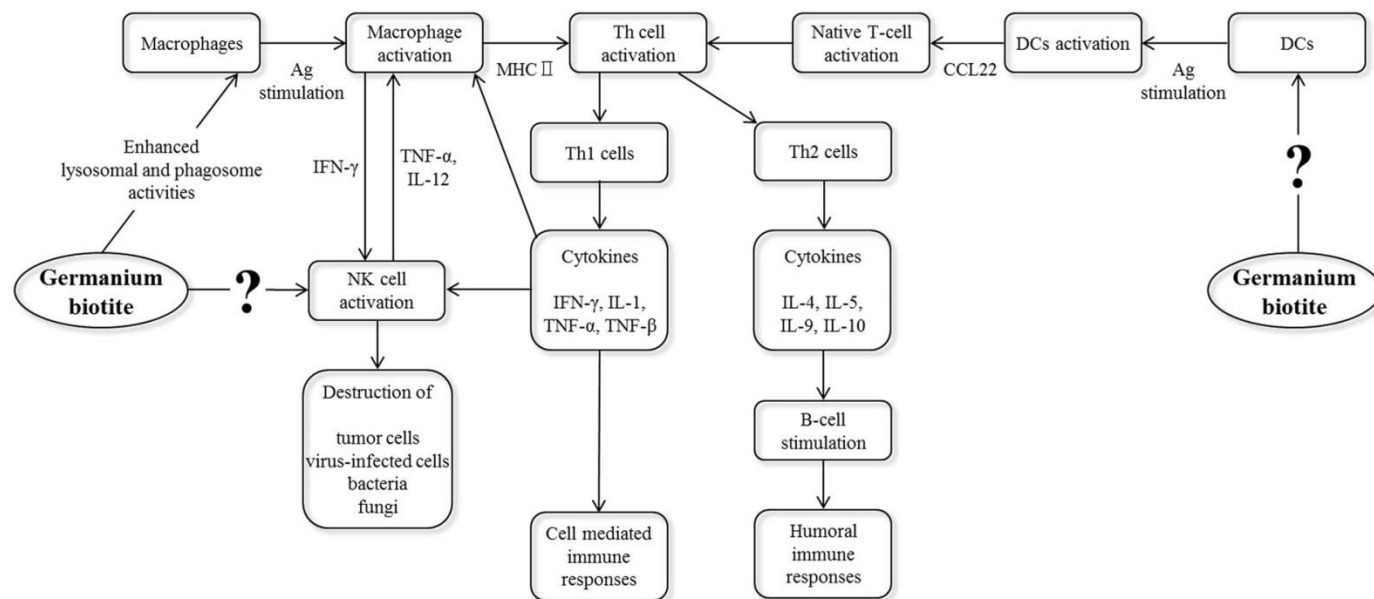 Macrophages
Ag
stimulation
Macrophage
activation
MHC Ⅱ
Th cell
activation
Native T-cell
activation
CCL22
DCs activation
Ag
stimulation
DCs
Enhanced
lysosomal and phagosome
activities
IFN-γ
TNF-α,
IL-12
Th1 cells
Th2 cells
?
Germanium
biotite
?
NK cell
activation
Cytokines
IFN-γ, IL-1,
TNF-α, TNF-β
Cytokines
IL-4, IL-5,
IL-9, IL-10
Germanium
biotite
Destruction of
tumor cells
virus-infected cells
bacteria
fungi
B-cell
stimulation
Cell mediated
immune
responses
Humoral
immune
responses